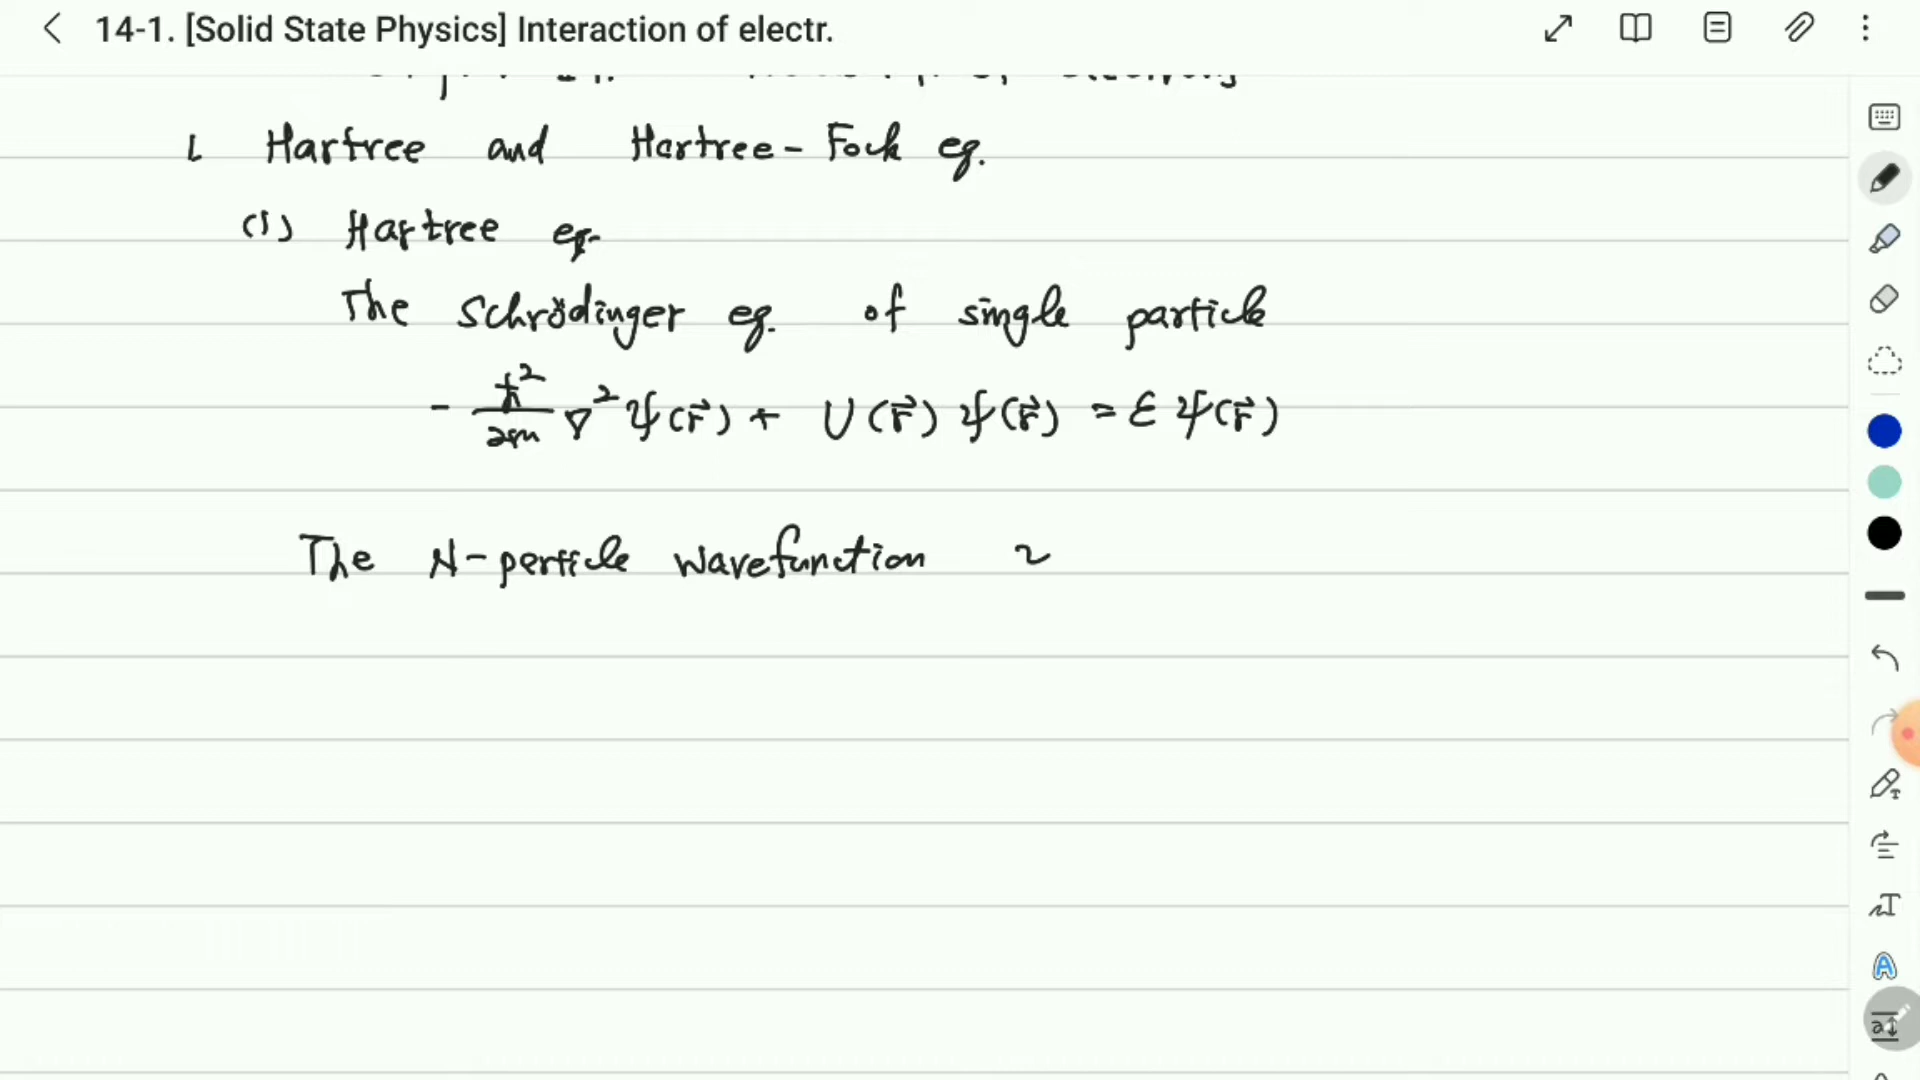 14-1. [Solid State Physics] Interaction of electr.
1. Hartree and Hartree-Fock eq.
(1) Hartree eq.
The Schrödinger eq. of single particle
- ℏ²/2m ∇² ψ(r⃗) + U(r⃗) ψ(r⃗) = ε ψ(r⃗)
The N-particle wavefunction